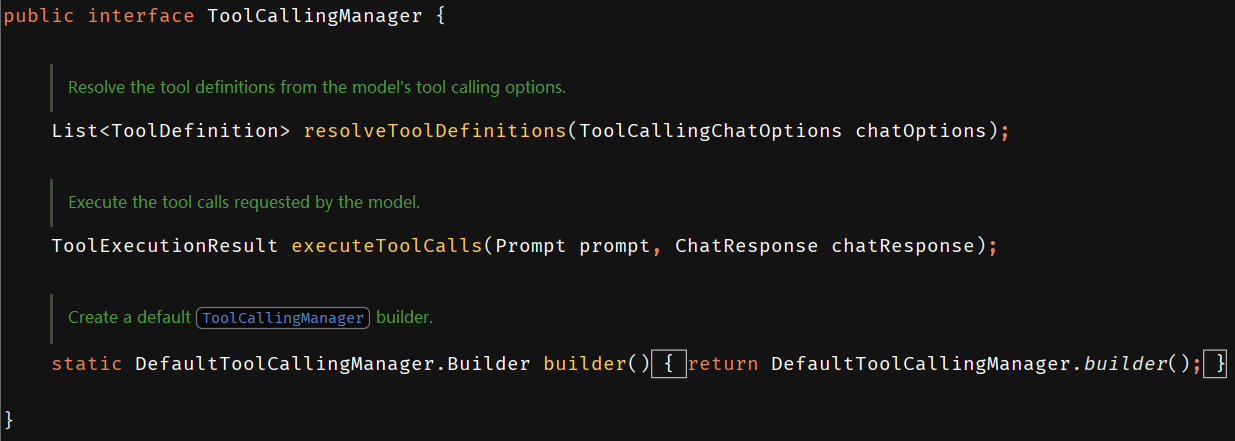 public interface ToolCallingManager {
Resolve the tool definitions from the model's tool calling options.
List<ToolDefinition> resolveToolDefinitions(ToolCallingChatOptions chatOptions);
Execute the tool calls requested by the model.
ToolExecutionResult executeToolCalls(Prompt prompt, ChatResponse chatResponse);
Create a default ToolCallingManager builder.
static DefaultToolCallingManager.Builder builder() { return DefaultToolCallingManager.builder(); }
}